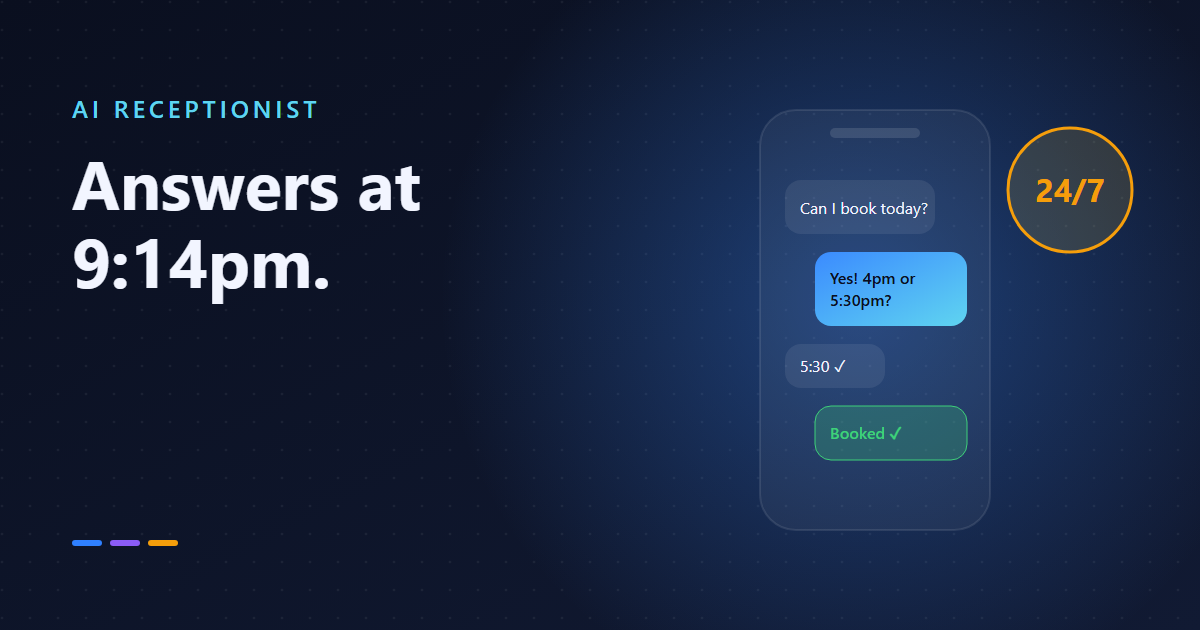 AI RECEPTIONIST
Answers at
9:14pm.
Can I book today?
Yes! 4pm or
5:30pm?
5:30 ✓
Booked ✓
24/7